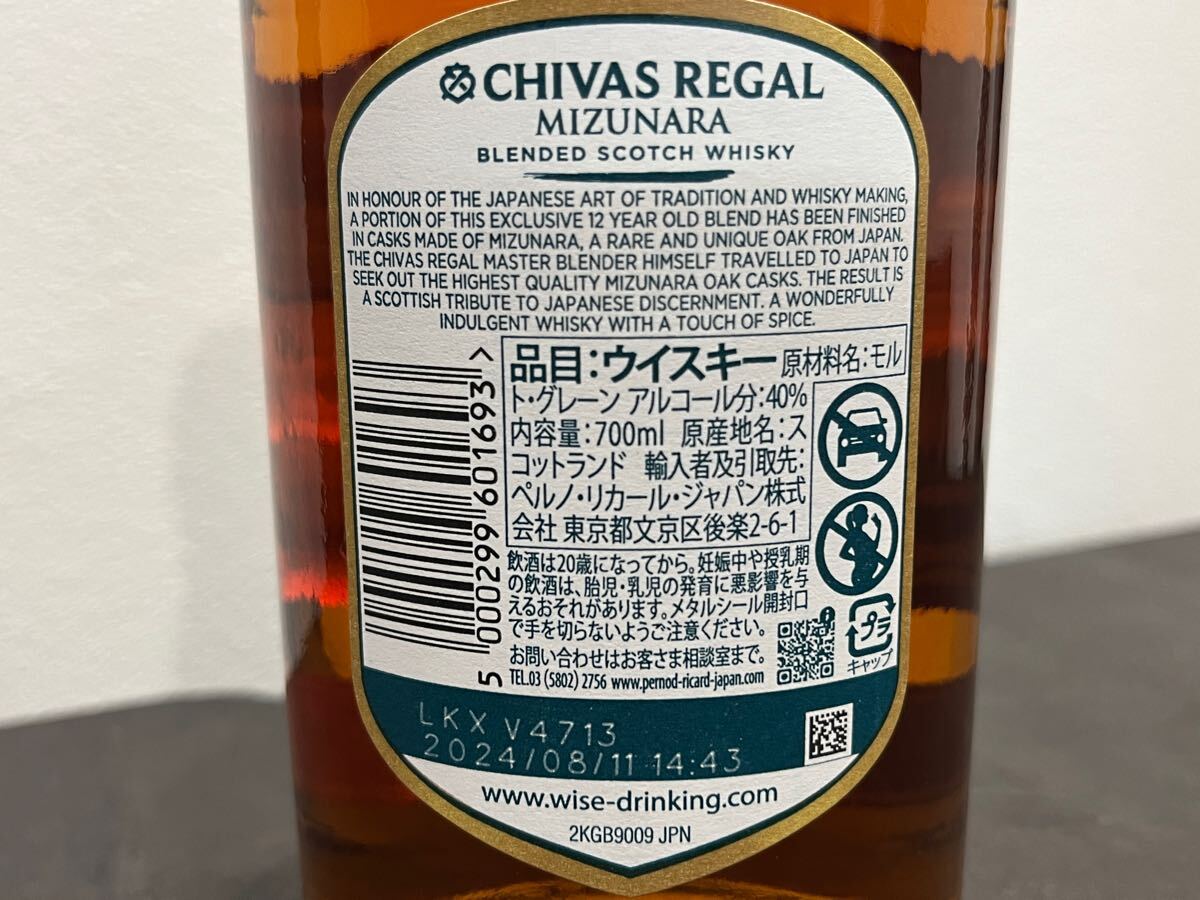 CHIVAS REGAL
MIZUNARA
BLENDED SCOTCH WHISKY
IN HONOUR OF THE JAPANESE ART OF TRADITION AND WHISKY MAKING,
A PORTION OF THIS EXCLUSIVE 12 YEAR OLD BLEND HAS BEEN FINISHED
IN CASKS MADE OF MIZUNARA, A RARE AND UNIQUE OAK FROM JAPAN.
THE CHIVAS REGAL MASTER BLENDER HIMSELF TRAVELLED TO JAPAN TO
SEEK OUT THE HIGHEST QUALITY MIZUNARA OAK CASKS. THE RESULT IS
A SCOTTISH TRIBUTE TO JAPANESE DISCERNMENT. A WONDERFULLY
INDULGENT WHISKY WITH A TOUCH OF SPICE.
5 000299 601693 >
品目:ウイスキー 原材料名:モル
ト・グレーン アルコール分:40%
内容量:700ml 原産地名:ス
コットランド 輸入者及引取先:
ペルノ・リカール・ジャパン株式
会社 東京都文京区後楽2-6-1
飲酒は20歳になってから。妊娠中や授乳期
の飲酒は、胎児・乳児の発育に悪影響を与
えるおそれがあります。メタルシール開封口
で手を切らないようご注意ください。
お問い合わせはお客さま相談室まで。
TEL.03 (5802) 2756 www.pernod-ricard-japan.com
プラ
キャップ
LKX V4713
2024/08/11 14:43
www.wise-drinking.com
2KGB9009 JPN